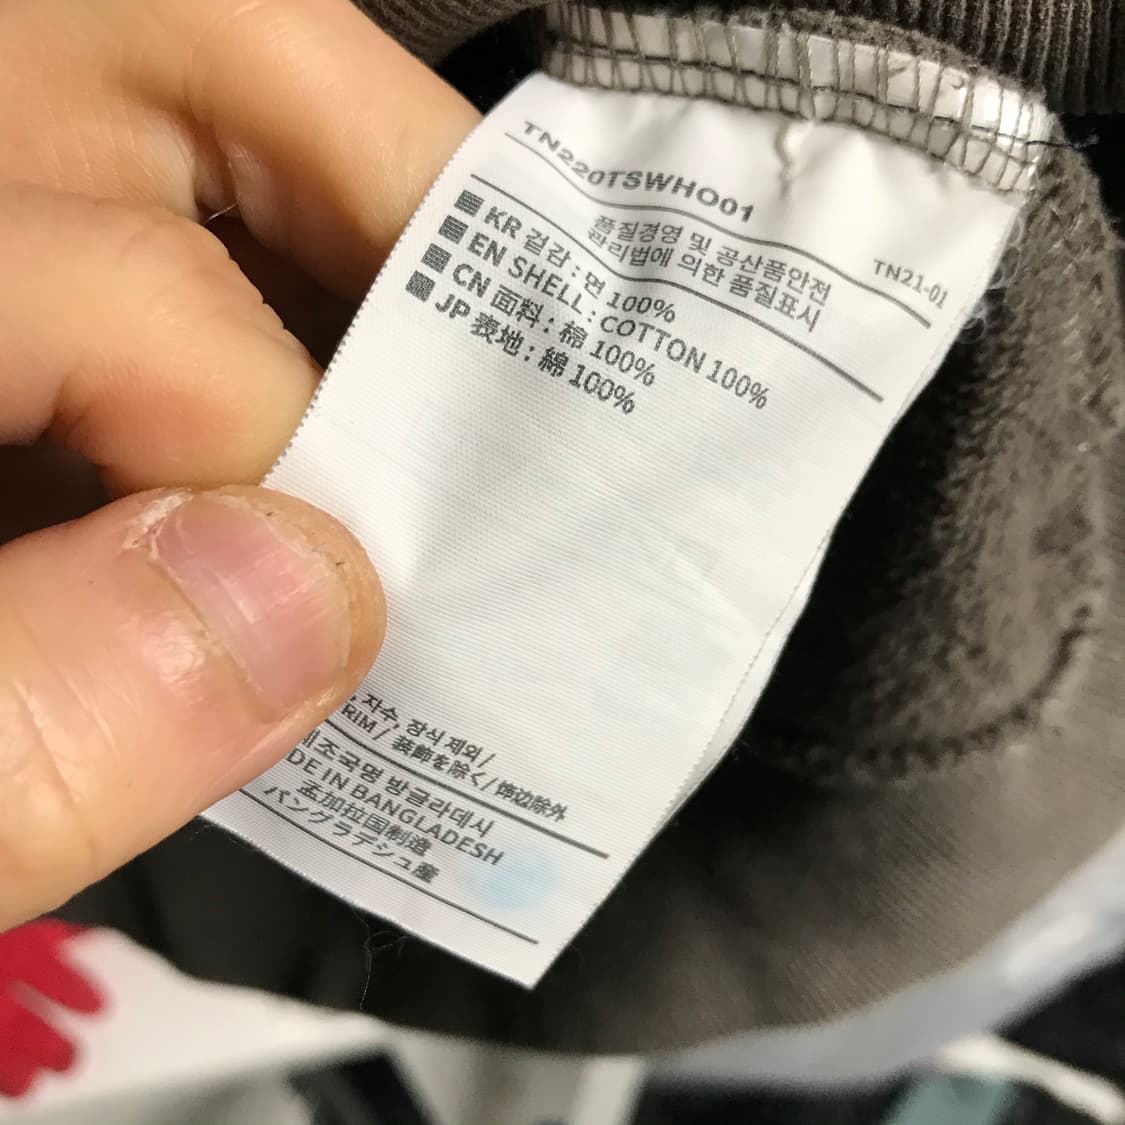 TN220TSWHO01
품질경영 및 공산품안전
관리법에 의한 품질표시
TN21-01
■ KR 겉감 : 면 100%
■ EN SHELL : COTTON 100%
■ CN 面料 : 棉 100%
■ JP 表地 : 綿 100%
, 자수, 장식 제외/
RIM / 装飾を除く/ 饰边除外
제조국명 방글라데시
DE IN BANGLADESH
孟加拉国制造
バングラデシュ産